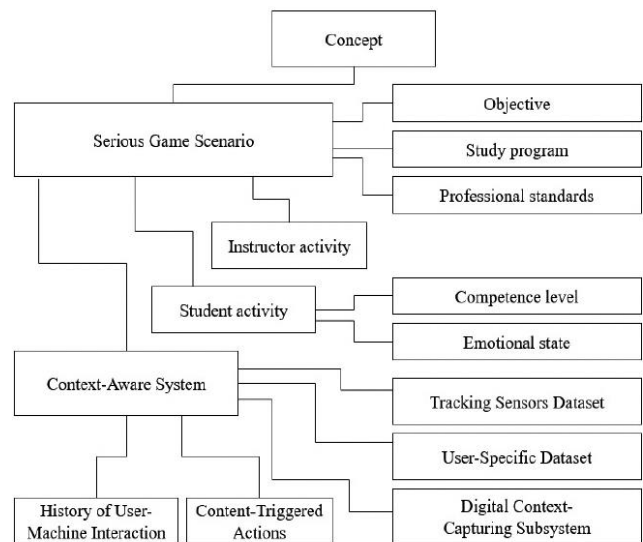 Concept
Serious Game Scenario
Objective
Study program
Professional standards
Instructor activity
Student activity
Competence level
Emotional state
Context-Aware System
Tracking Sensors Dataset
User-Specific Dataset
History of User-
Machine Interaction
Content-Triggered
Actions
Digital Context-
Capturing Subsystem